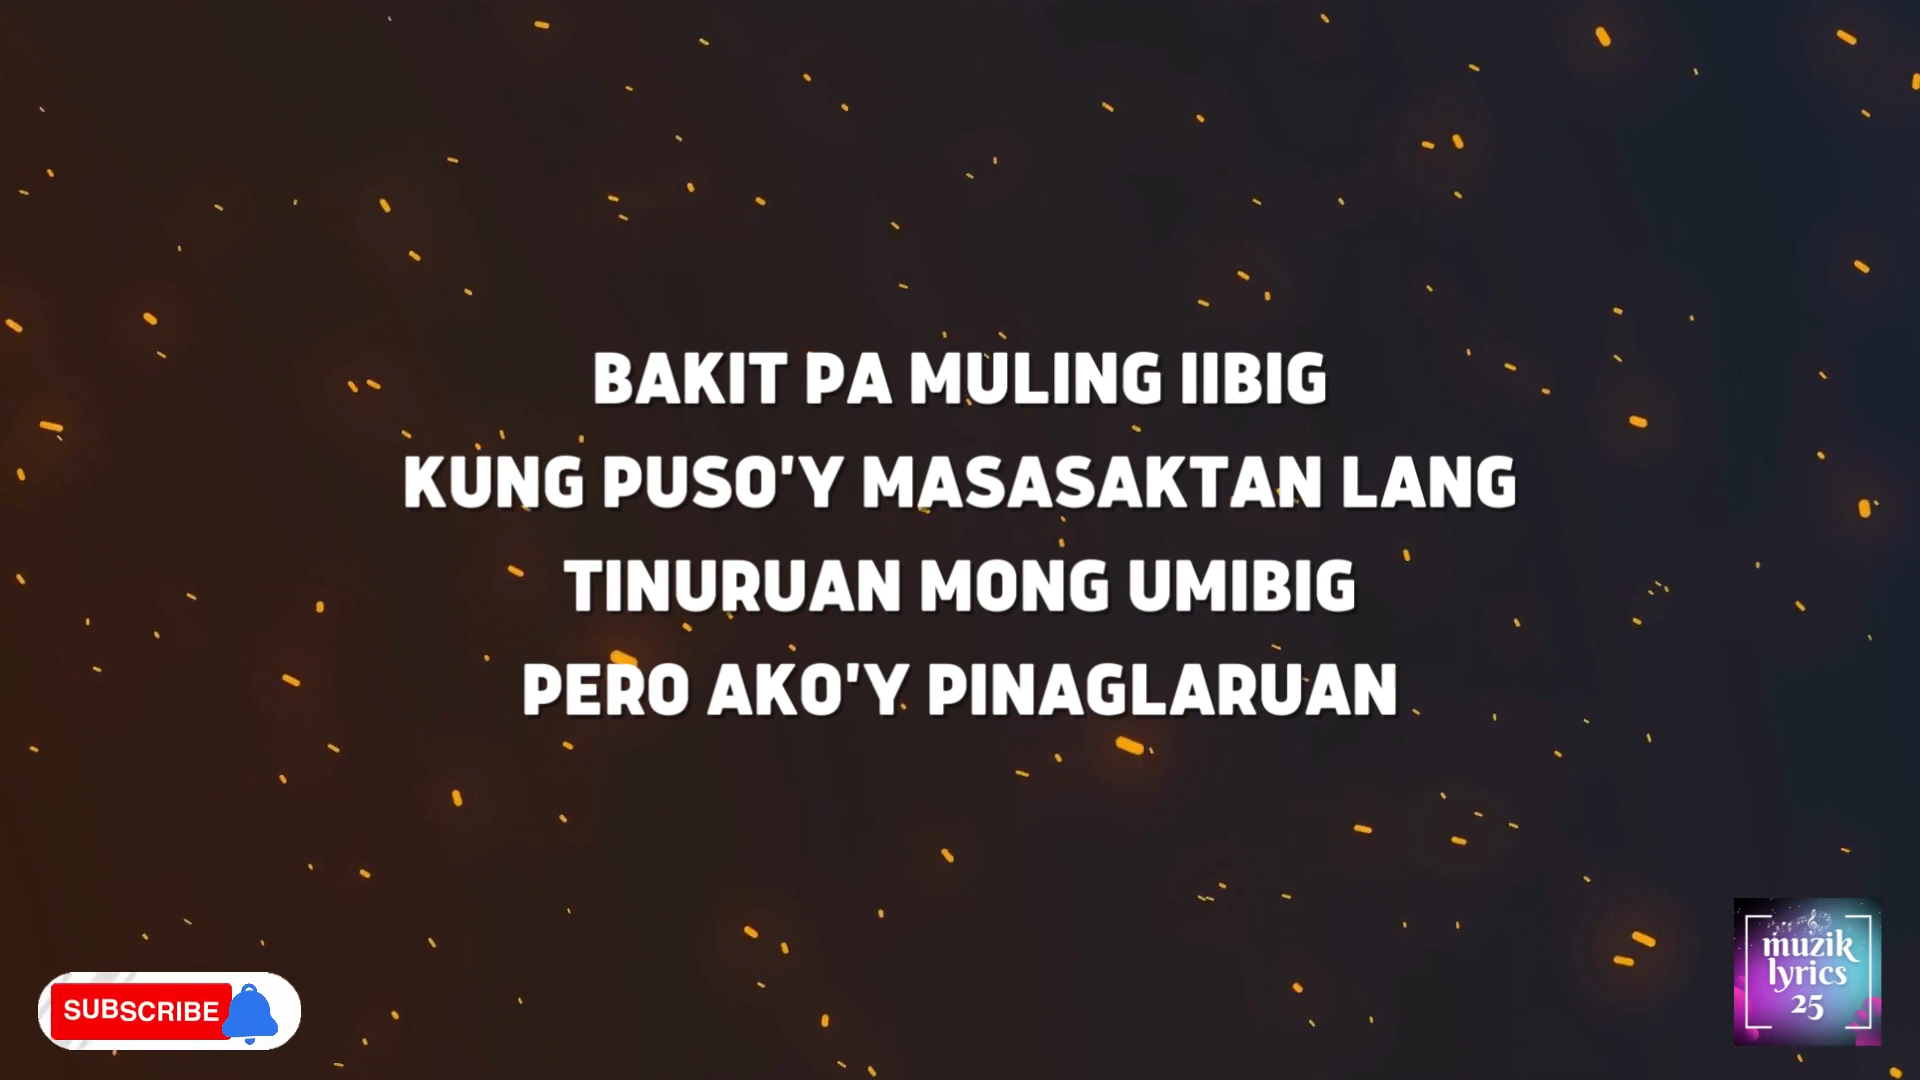 BAKIT PA MULING IIBIG
KUNG PUSO'Y MASASAKTAN LANG
TINURUAN MONG UMIBIG
PERO AKO'Y PINAGLARUAN
SUBSCRIBE
muzik
lyrics
25